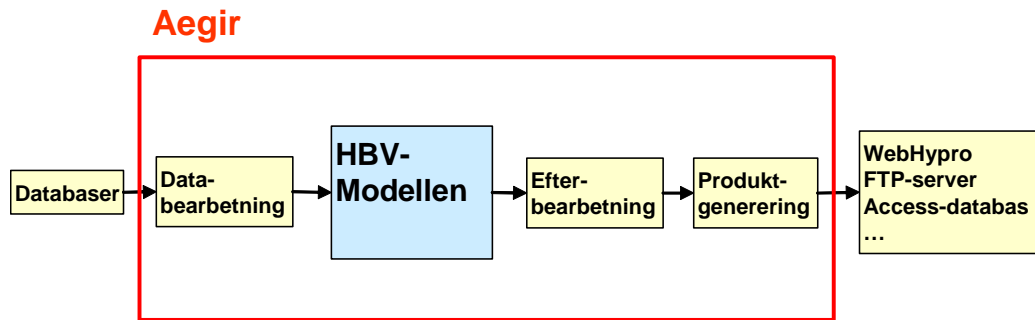 Aegir
Databaser
Data-
bearbetning
HBV-
Modellen
Efter-
bearbetning
Produkt-
generering
WebHypro
FTP-server
Access-databas
…